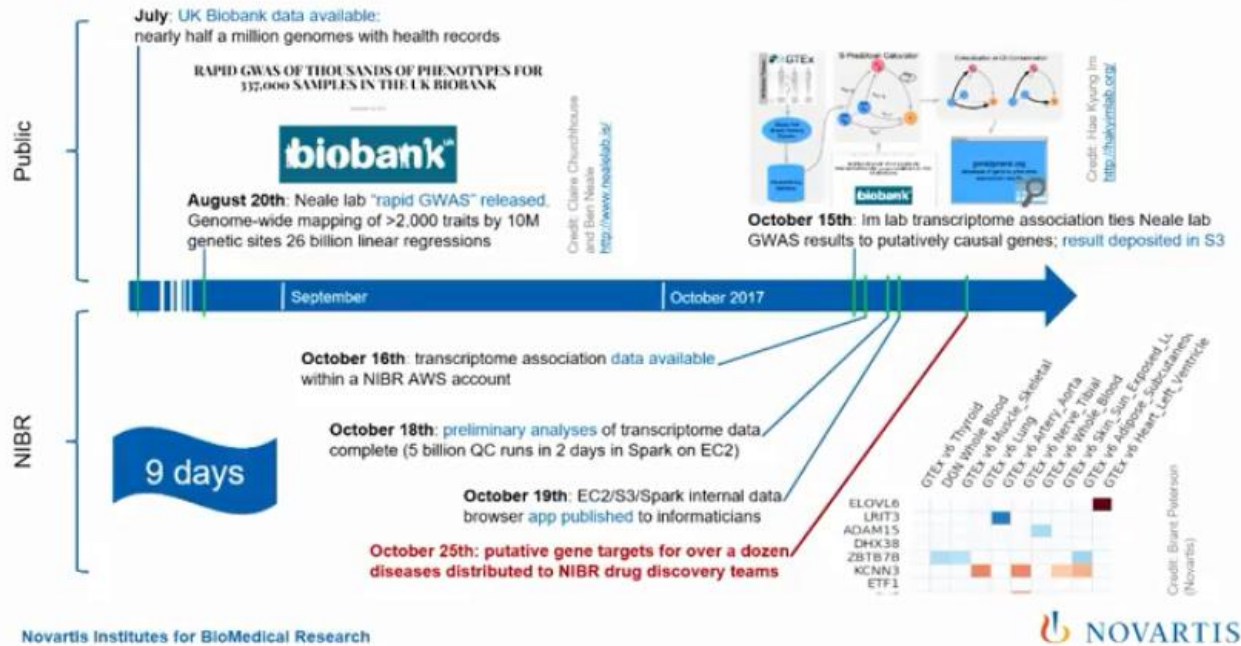 July: UK Biobank data available:
nearly half a million genomes with health records
RAPID GWAS OF THOUSANDS OF PHENOTYPES FOR
337,000 SAMPLES IN THE UK BIOBANK
biobank uk
August 20th: Neale lab "rapid GWAS" released.
Genome-wide mapping of >2,000 traits by 10M
genetic sites 26 billion linear regressions
Credit: Claire Churchhouse
and Ben Neale
http://www.nealelab.is/
Public
GTEx
biobank
Credit: Hae Kyung Im
http://hakyimlab.org/
October 15th: Im lab transcriptome association ties Neale lab
GWAS results to putatively causal genes; result deposited in S3
September
October 2017
NIBR
9 days
October 16th: transcriptome association data available
within a NIBR AWS account
October 18th: preliminary analyses of transcriptome data
complete (5 billion QC runs in 2 days in Spark on EC2)
October 19th: EC2/S3/Spark internal data
browser app published to informaticians
October 25th: putative gene targets for over a dozen
diseases distributed to NIBR drug discovery teams
GTEx v6 Thyroid
DGN Whole Blood
GTEx v6 Muscle_Skeletal
GTEx v6 Lung
GTEx v6 Artery_Aorta
GTEx v6 Nerve_Tibial
GTEx v6 Whole_Blood
GTEx v6 Skin_Sun_Exposed_Lo
GTEx v6 Adipose_Subcutaneou
GTEx v6 Heart_Left_Ventricle
ELOVL6
LRIT3
ADAM15
DHX38
ZBTB7B
KCNN3
ETF1
Credit: Brant Peterson
(Novartis)
Novartis Institutes for BioMedical Research
NOVARTIS